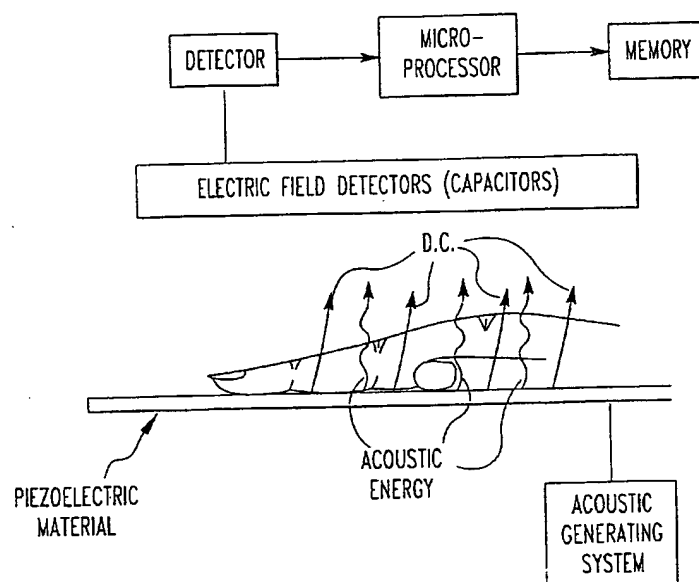 DETECTOR
MICRO-
PROCESSOR
MEMORY
ELECTRIC FIELD DETECTORS (CAPACITORS)
D.C.
ACOUSTIC
ENERGY
PIEZOELECTRIC
MATERIAL
ACOUSTIC
GENERATING
SYSTEM